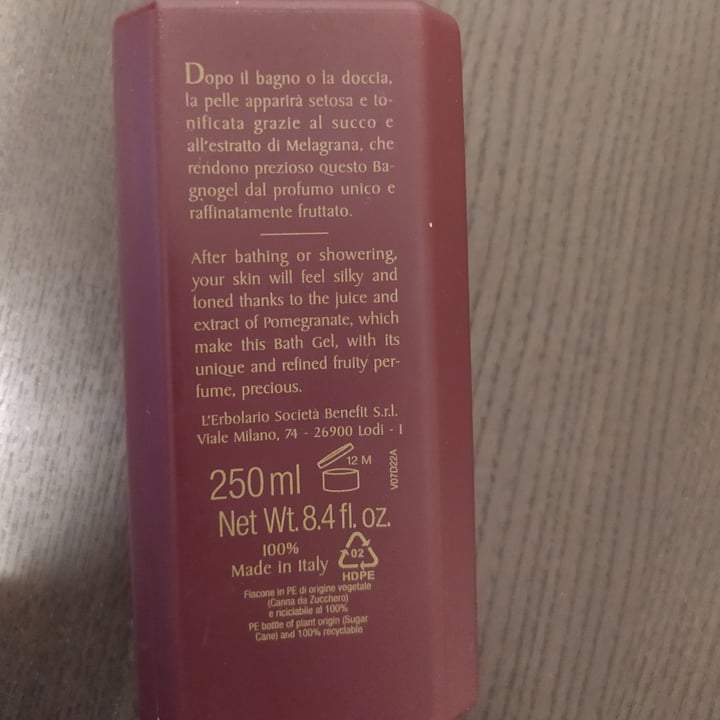 Dopo il bagno o la doccia,
la pelle apparirà setosa e to-
nificata grazie al succo e
all'estratto di Melagrana, che
rendono prezioso questo Ba-
gnogel dal profumo unico e
raffinatamente fruttato.
After bathing or showering,
your skin will feel silky and
toned thanks to the juice and
extract of Pomegranate, which
make this Bath Gel, with its
unique and refined fruity per-
fume, precious.
L'Erbolario Società Benefit S.r.l.
Viale Milano, 74 - 26900 Lodi - I
12 M
V07D22A
250 ml
Net Wt. 8.4 fl. oz.
100%
Made in Italy
02
HDPE
Flacone in PE di origine vegetale
(Canna da Zucchero)
e riciclabile al 100%
PE bottle of plant origin (Sugar
Cane) and 100% recyclable